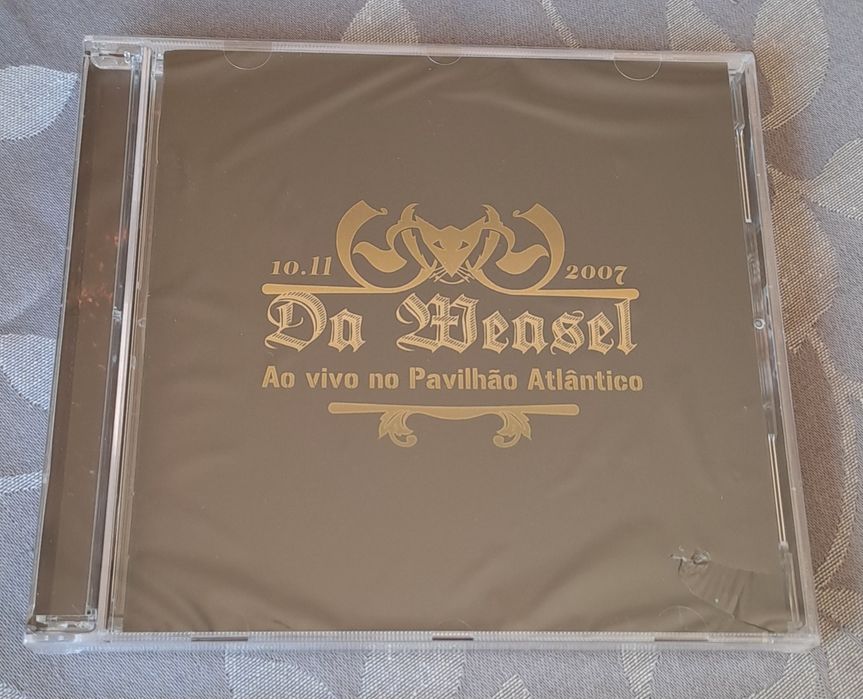 10.11 2007
Da Weasel
Ao vivo no Pavilhão Atlântico